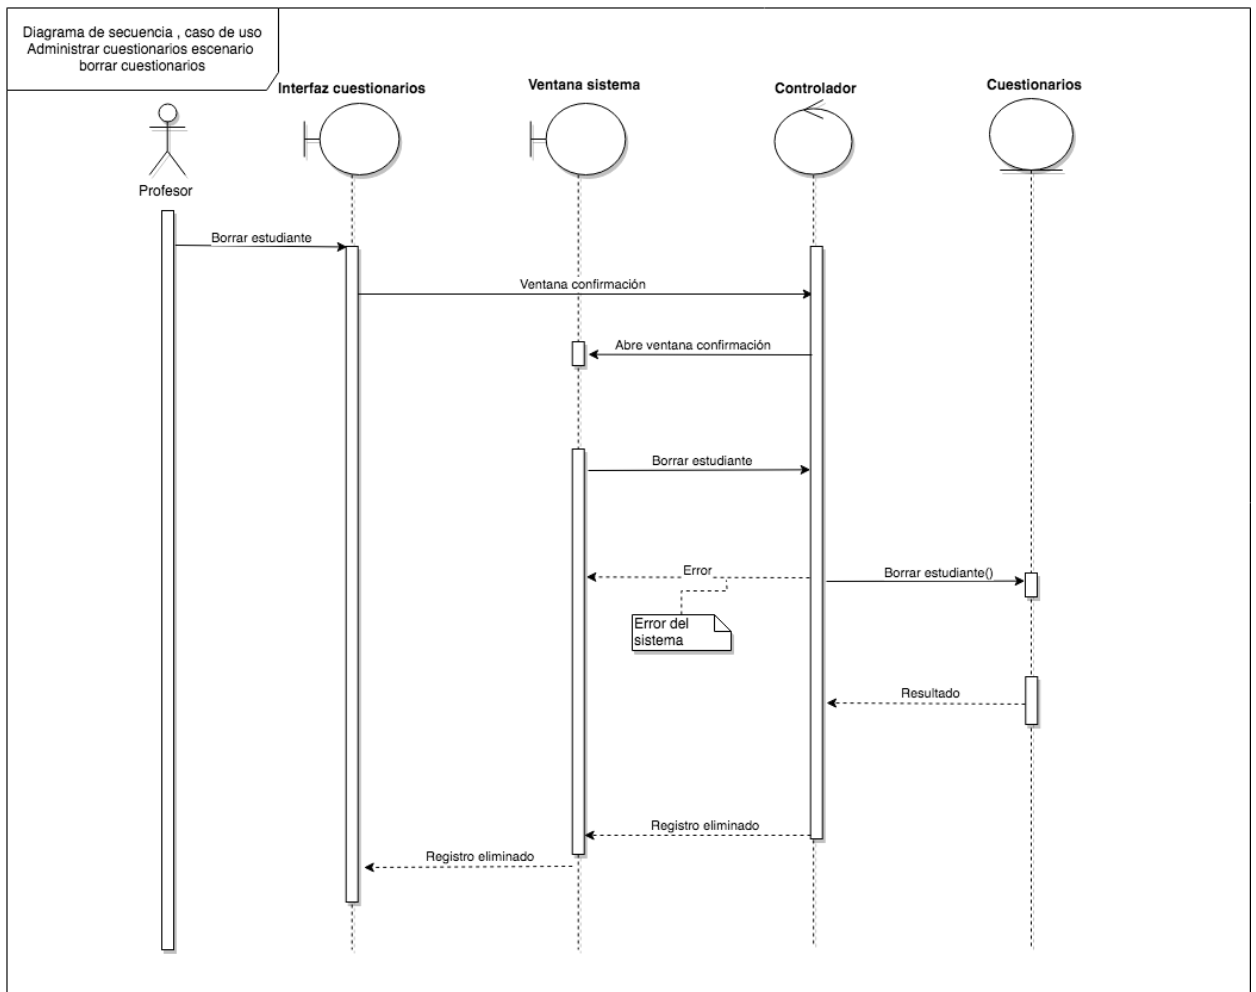 Diagrama de secuencia , caso de uso
Administrar cuestionarios escenario
borrar cuestionarios
Interfaz cuestionarios
Ventana sistema
Controlador
Cuestionarios
Profesor
Borrar estudiante
Ventana confirmación
Abre ventana confirmación
Borrar estudiante
Error
Borrar estudiante()
Error del
sistema
Resultado
Registro eliminado
Registro eliminado